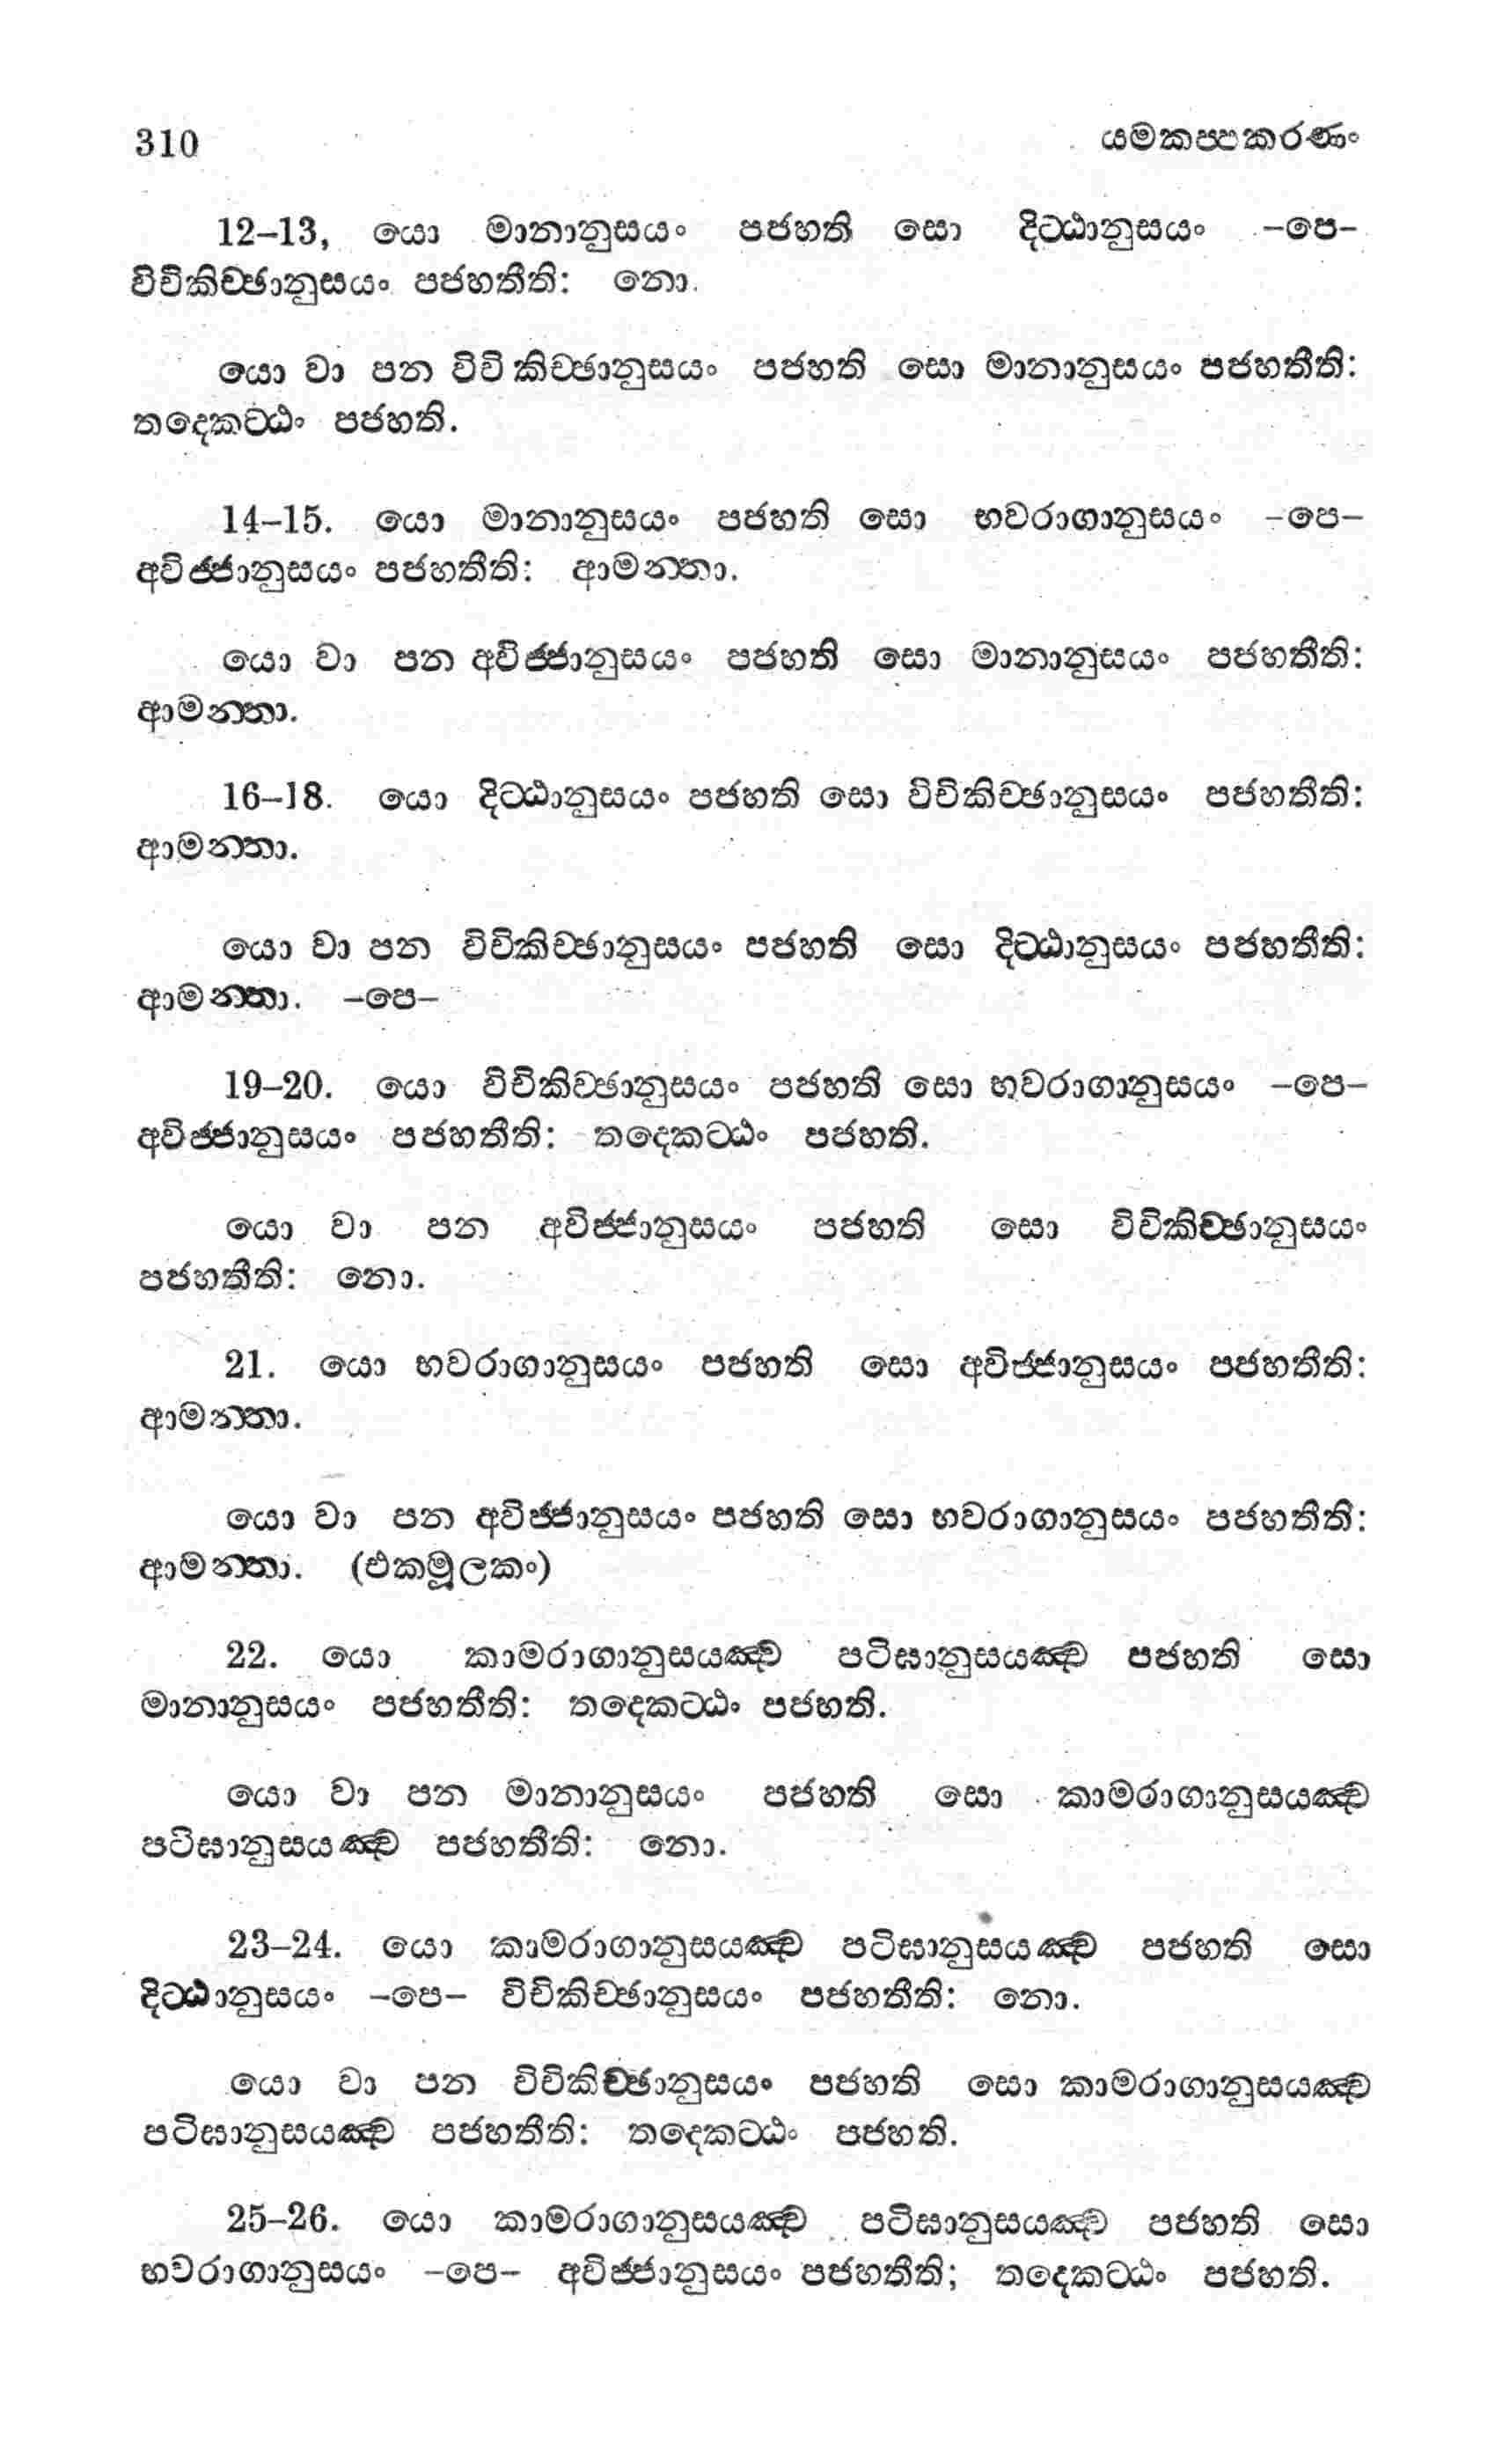 310 යමකප්පකරණං
12–13, යො මානානුසයං පජහති සො දිට්ඨානුසයං –පෙ–
විචිකිච්ඡානුසයං පජහතීති: නො.
යො වා පන විචිකිච්ඡානුසයං පජහති සො මානානුසයං පජහතීති:
තදෙකට්ඨං පජහති.
14–15. යො මානානුසයං පජහති සො භවරාගානුසයං –පෙ–
අවිජ්ජානුසයං පජහතීති: ආමන්තා.
යො වා පන අවිජ්ජානුසයං පජහති සො මානානුසයං පජහතීති:
ආමන්තා.
16–18. යො දිට්ඨානුසයං පජහති සො විචිකිච්ඡානුසයං පජහතීති:
ආමන්තා.
යො වා පන විචිකිච්ඡානුසයං පජහති සො දිට්ඨානුසයං පජහතීති:
ආමන්තා. –පෙ–
19–20. යො විචිකිච්ඡානුසයං පජහති සො භවරාගානුසයං –පෙ–
අවිජ්ජානුසයං පජහතීති: තදෙකට්ඨං පජහති.
යො වා පන අවිජ්ජානුසයං පජහති සො විචිකිච්ඡානුසයං
පජහතීති: නො.
21. යො භවරාගානුසයං පජහති සො අවිජ්ජානුසයං පජහතීති:
ආමන්තා.
යො වා පන අවිජ්ජානුසයං පජහති සො භවරාගානුසයං පජහතීති:
ආමන්තා. (එකමූලකං)
22. යො කාමරාගානුසයඤ්ච පටිඝානුසයඤ්ච පජහති සො
මානානුසයං පජහතීති: තදෙකට්ඨං පජහති.
යො වා පන මානානුසයං පජහති සො කාමරාගානුසයඤ්ච
පටිඝානුසයඤ්ච පජහතීති: නො.
23–24. යො කාමරාගානුසයඤ්ච පටිඝානුසයඤ්ච පජහති සො
දිට්ඨානුසයං –පෙ– විචිකිච්ඡානුසයං පජහතීති: නො.
යො වා පන විචිකිච්ඡානුසයං පජහති සො කාමරාගානුසයඤ්ච
පටිඝානුසයඤ්ච පජහතීති: තදෙකට්ඨං පජහති.
25–26. යො කාමරාගානුසයඤ්ච පටිඝානුසයඤ්ච පජහති සො
භවරාගානුසයං –පෙ– අවිජ්ජානුසයං පජහතීති; තදෙකට්ඨං පජහති.